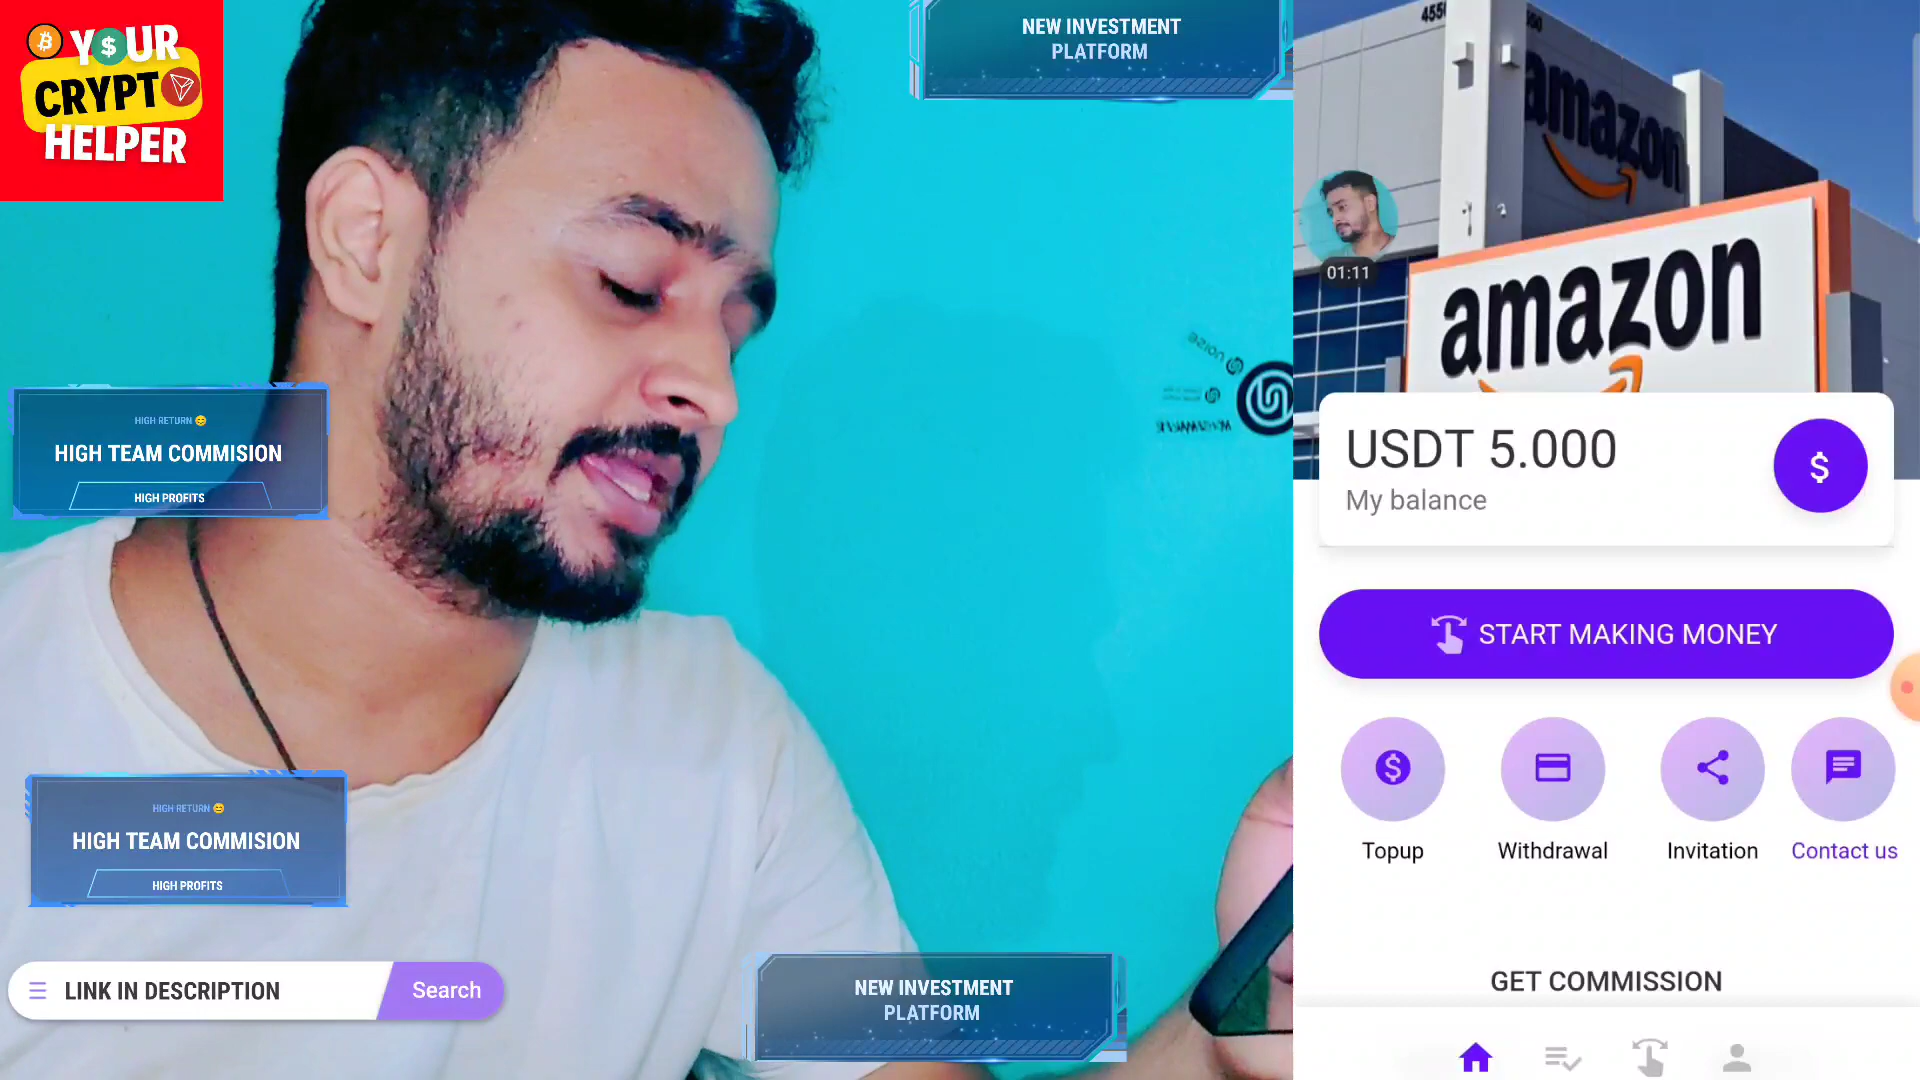 YOUR
CRYPTO
HELPER
NEW INVESTMENT
PLATFORM
HIGH RETURN 😊
HIGH TEAM COMMISION
HIGH PROFITS
HIGH RETURN 😊
HIGH TEAM COMMISION
HIGH PROFITS
LINK IN DESCRIPTION
Search
NEW INVESTMENT
PLATFORM
noise
amazon
01:11
amazon
USDT 5.000
My balance
$
START MAKING MONEY
Topup
Withdrawal
Invitation
Contact us
GET COMMISSION